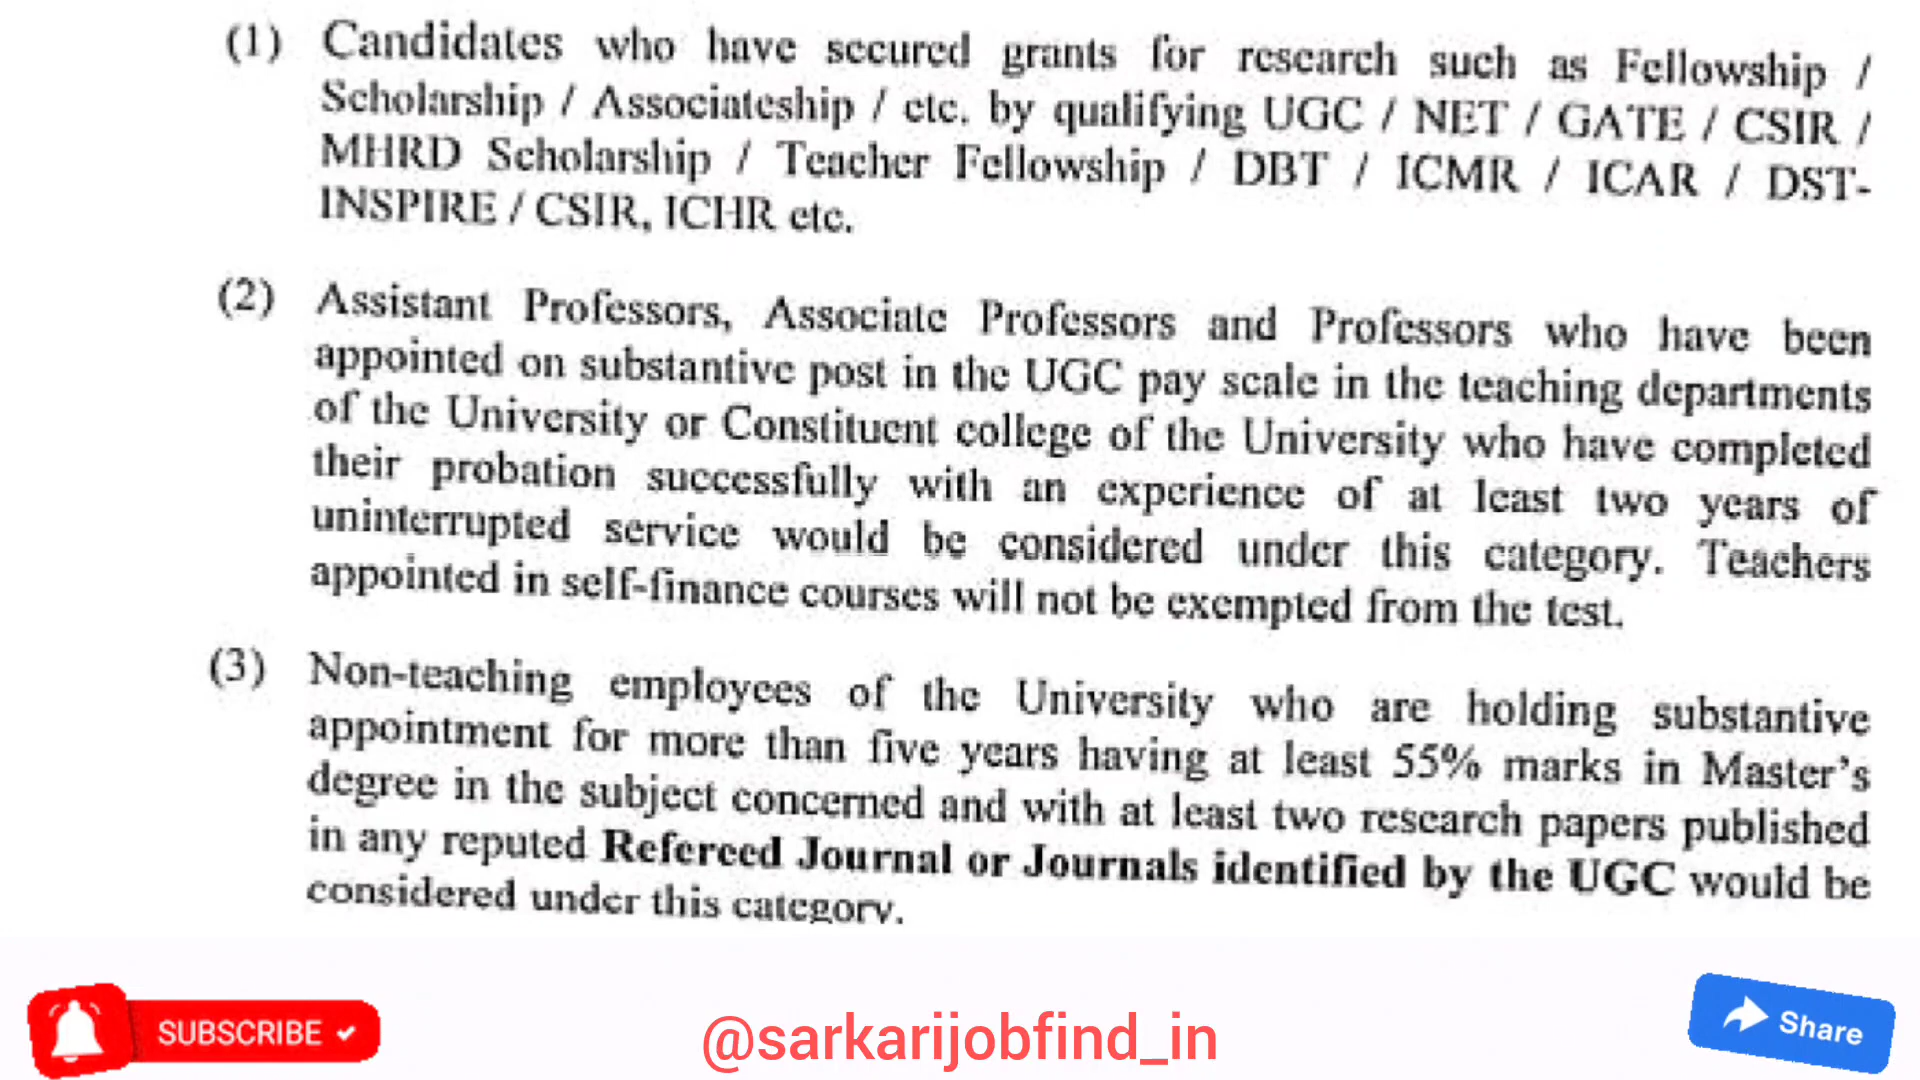 (1) Candidates who have secured grants for research such as Fellowship /
Scholarship / Associateship / etc. by qualifying UGC / NET / GATE / CSIR /
MHRD Scholarship / Teacher Fellowship / DBT / ICMR / ICAR / DST-
INSPIRE / CSIR, ICHR etc.
(2) Assistant Professors, Associate Professors and Professors who have been
appointed on substantive post in the UGC pay scale in the teaching departments
of the University or Constituent college of the University who have completed
their probation successfully with an experience of at least two years of
uninterrupted service would be considered under this category. Teachers
appointed in self-finance courses will not be exempted from the test.
(3) Non-teaching employees of the University who are holding substantive
appointment for more than five years having at least 55% marks in Master's
degree in the subject concerned and with at least two research papers published
in any reputed Refereed Journal or Journals identified by the UGC would be
considered under this category.
SUBSCRIBE
@sarkarijobfind_in
Share